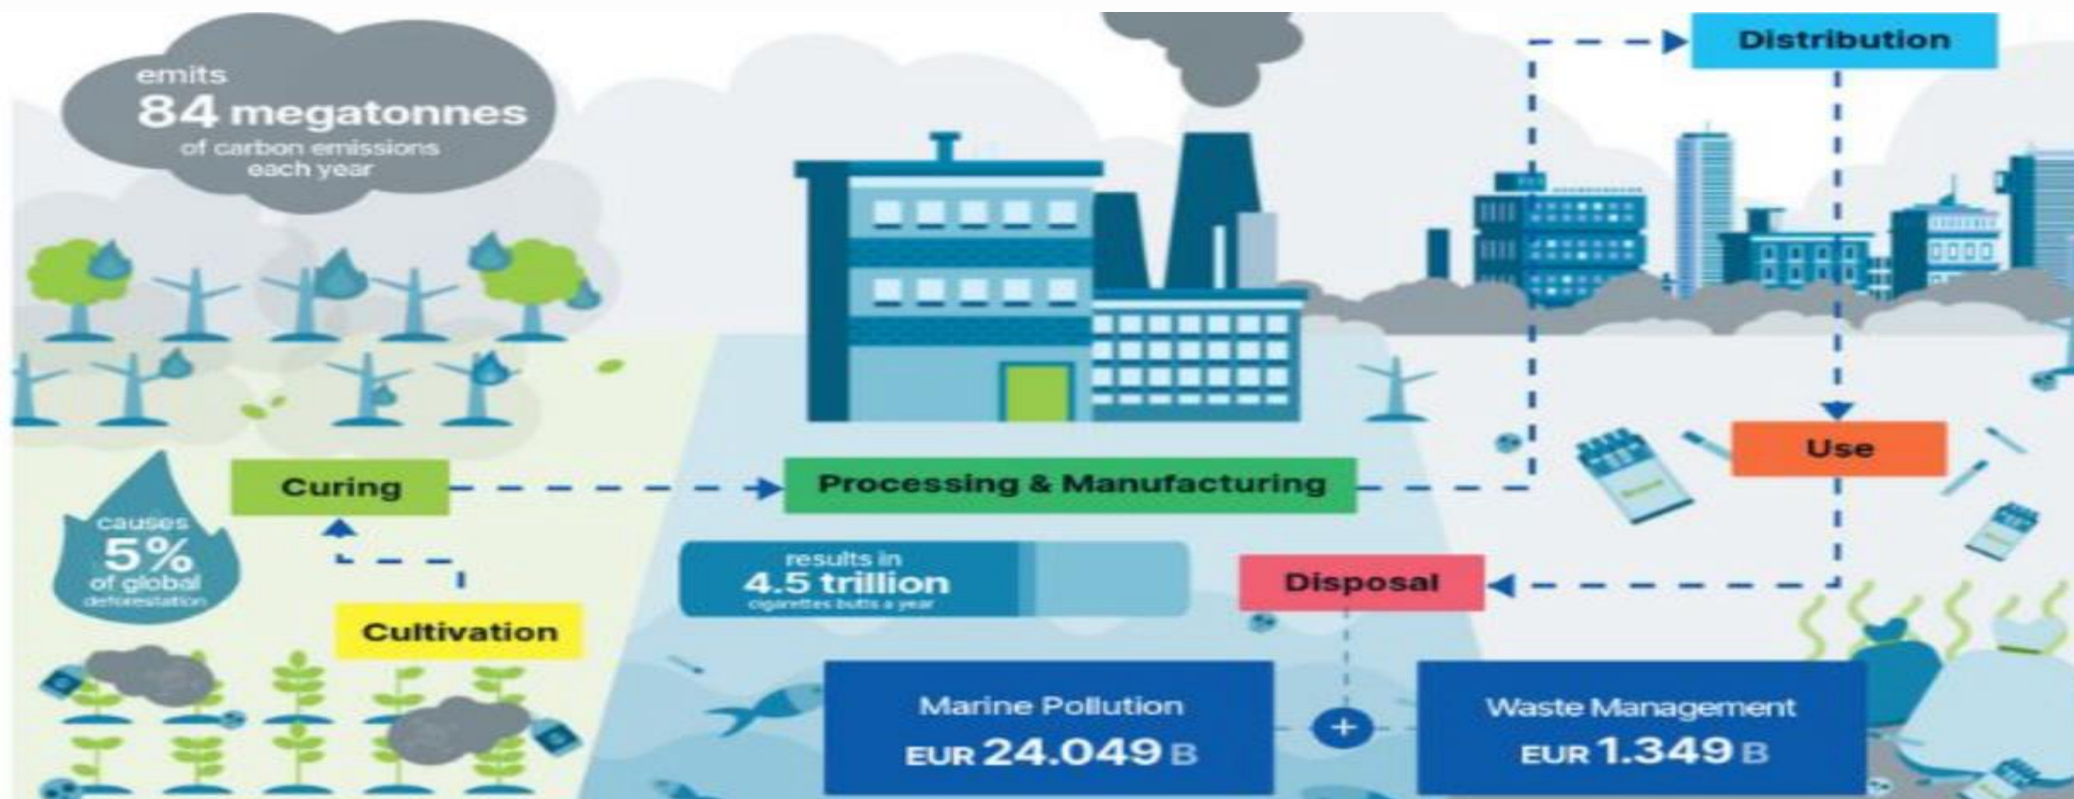 emits
84 megatonnes
of carbon emissions
each year
Distribution
Use
Curing
Processing & Manufacturing
causes
5%
of global
deforestation
results in
4.5 trillion
cigarettes butts a year
Disposal
Cultivation
Marine Pollution
EUR 24.049 B
+
Waste Management
EUR 1.349 B